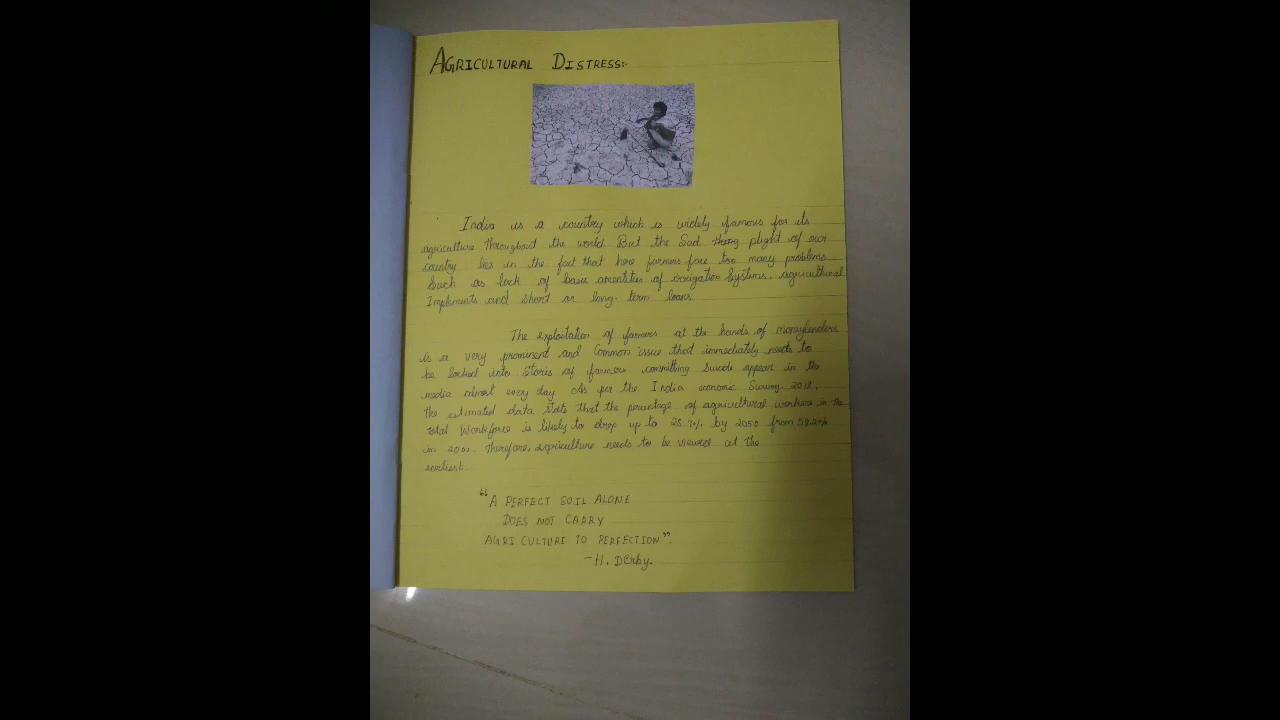 AGRICULTURAL DISTRESS:-
India is a country which is widely famous for its
agriculture throughout the world. But the Sad plight of our
country lies in the fact that here farmers face too many problems
Such as lack of basic amentities of irrigation Systems, agricultural
Implements and short or long-term loans.
The exploitation of farmers at the hands of moneylenders
is a very prominent and Common issue that immediately needs to
be looked into. Stories of farmers committing Suicide appear in the
media almost every day. As per the India economic Survey 2018,
the estimated data state that the percentage of agricultural workers in the
total Workforce is likely to drop up to 25.7% by 2050 from 58.2%
in 2001. Therefore, agriculture needs to be viewed at the
earliest.
"A PERFECT SOIL ALONE
DOES NOT CARRY
AGRICULTURE TO PERFECTION".
-H. Derby.